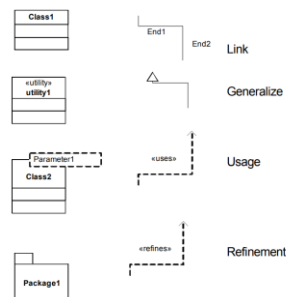 Class1
End1
End2
Link
«utility»
utility1
Generalize
Parameter1
Class2
«uses»
Usage
Package1
«refines»
Refinement